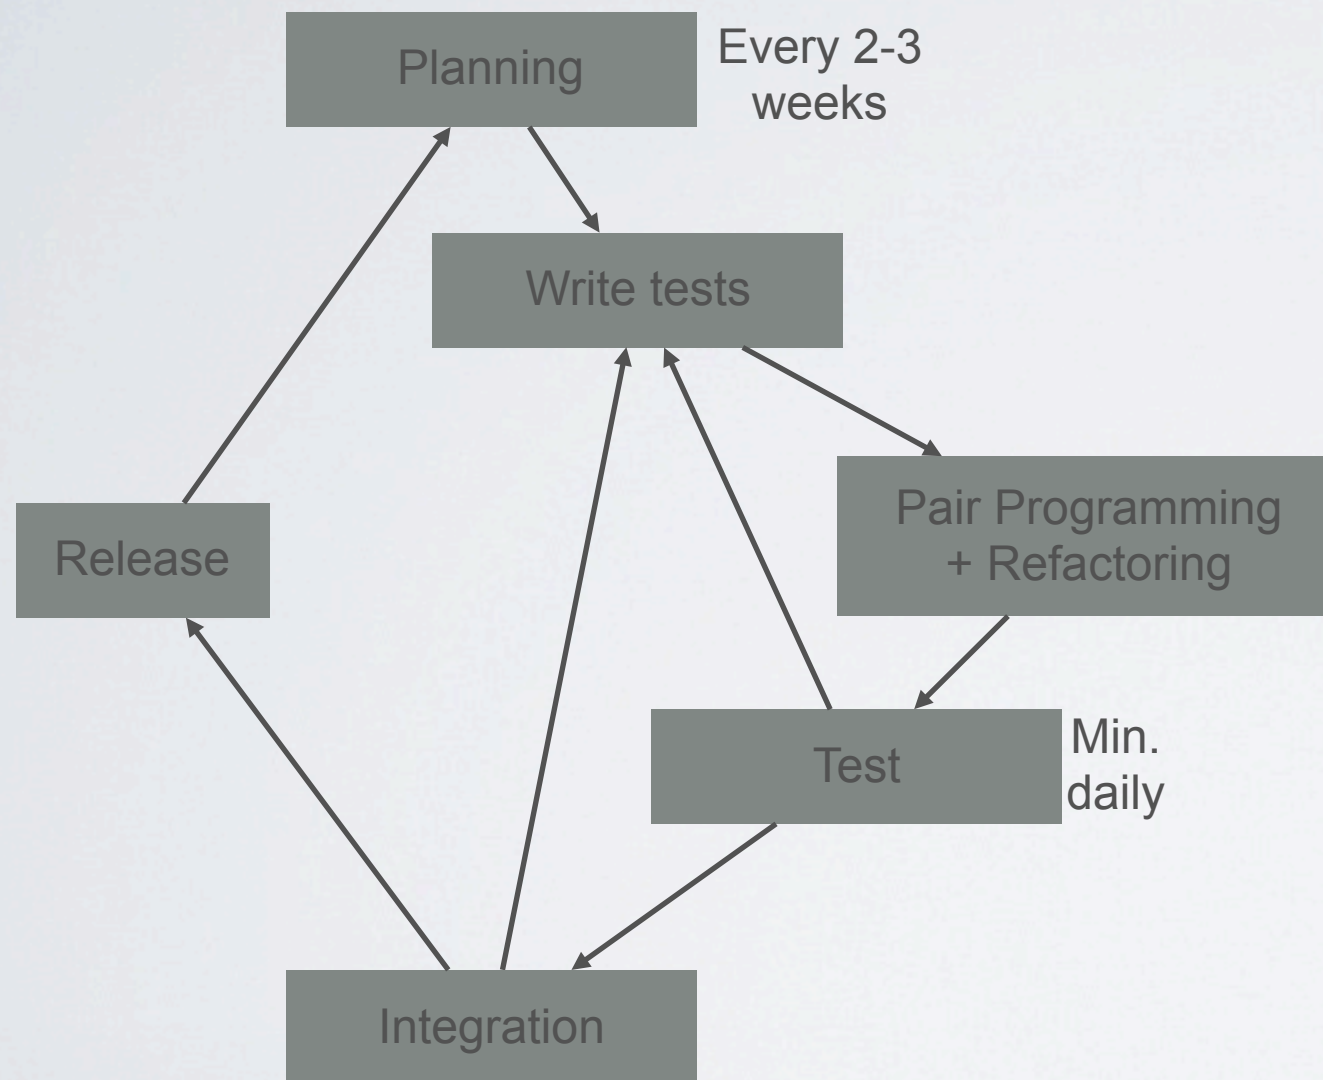 Planning
Every 2-3
weeks
Write tests
Pair Programming
+ Refactoring
Release
Test
Min.
daily
Integration